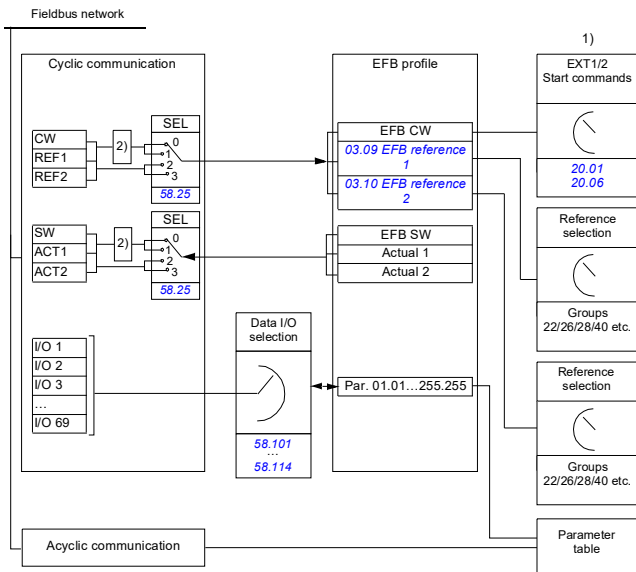 Fieldbus network
Cyclic communication
CW
REF1
REF2
2)
SEL
0
1
2
3
58.25
SW
ACT1
ACT2
2)
SEL
0
1
2
3
58.25
I/O 1
I/O 2
I/O 3
...
I/O 69
Data I/O
selection
58.101
...
58.114
EFB profile
EFB CW
03.09 EFB reference
1
03.10 EFB reference
2
EFB SW
Actual 1
Actual 2
Par. 01.01...255.255
1)
EXT1/2
Start commands
20.01
20.06
Reference
selection
Groups
22/26/28/40 etc.
Reference
selection
Groups
22/26/28/40 etc.
Acyclic communication
Parameter
table